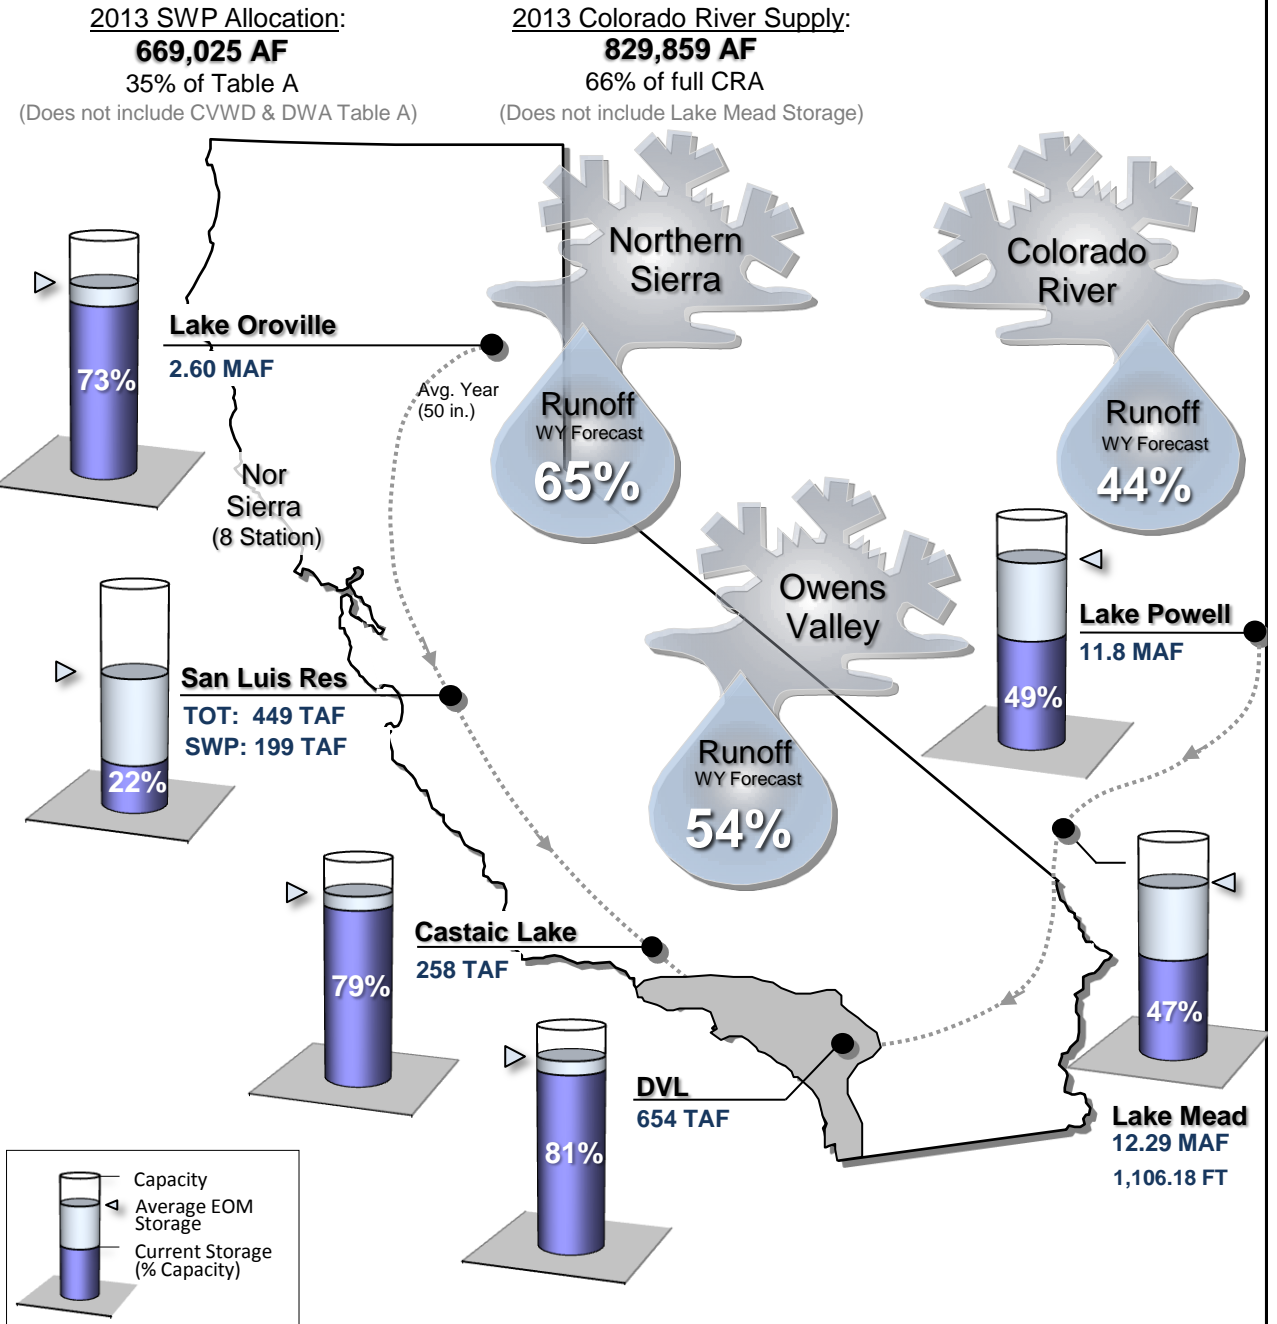 2013 SWP Allocation:
669,025 AF
35% of Table A
(Does not include CVWD & DWA Table A)
2013 Colorado River Supply:
829,859 AF
66% of full CRA
(Does not include Lake Mead Storage)
Northern
Sierra
Colorado
River
Lake Oroville
2.60 MAF
73%
Avg. Year
(50 in.)
Runoff
WY Forecast
65%
Runoff
WY Forecast
44%
Nor
Sierra
(8 Station)
Owens
Valley
Lake Powell
11.8 MAF
49%
San Luis Res
TOT: 449 TAF
SWP: 199 TAF
22%
Runoff
WY Forecast
54%
Castaic Lake
258 TAF
79%
47%
DVL
654 TAF
81%
Lake Mead
12.29 MAF
1,106.18 FT
Capacity
Average EOM
Storage
Current Storage
(% Capacity)